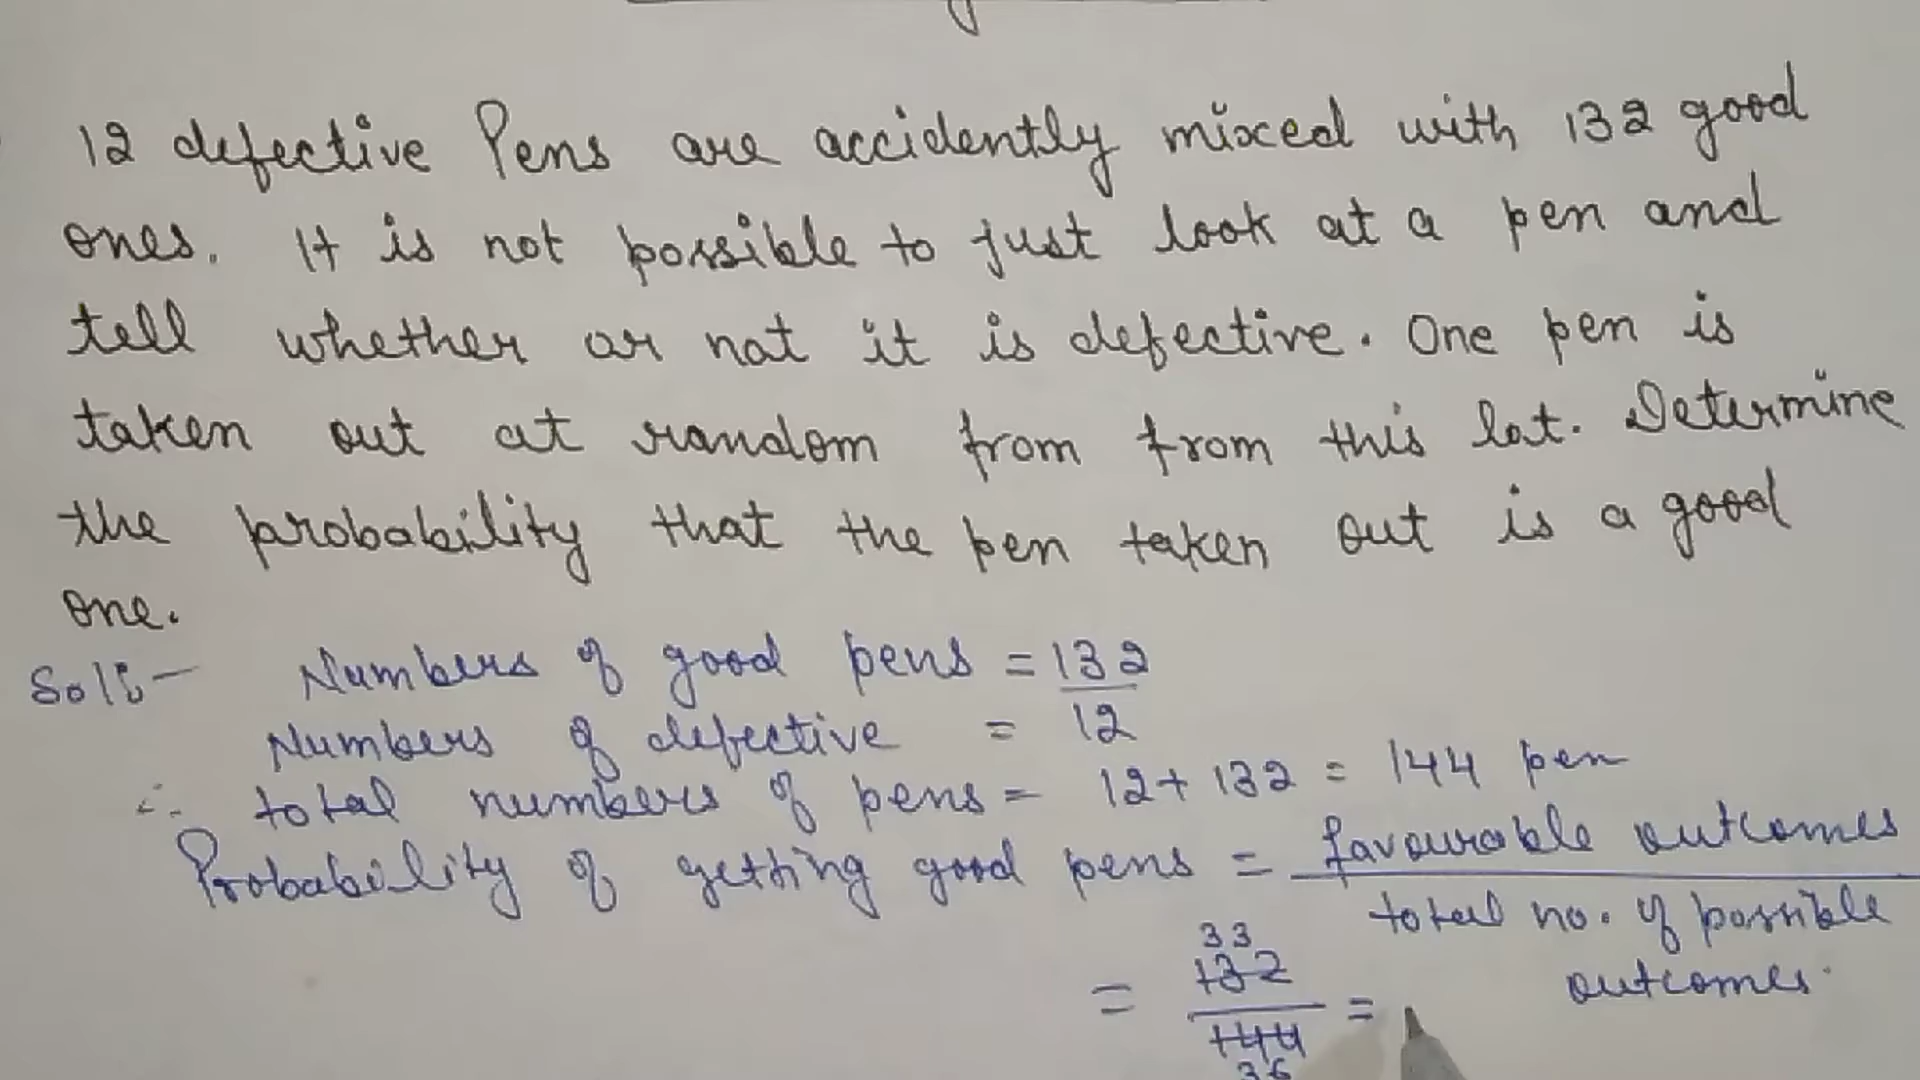 12 defective Pens are accidently mixed with 132 good
ones. It is not possible to just look at a pen and
tell whether or not it is defective. One pen is
taken out at random from from this lot. Determine
the probability that the pen taken out is a good
one.
Sol:- Numbers of good pens = 132
Numbers of defective = 12
∴ total numbers of pens = 12 + 132 = 144 pen
Probability of getting good pens = favourable outcomes
total no. of possible
outcomes.
33
= 132 =
144
36